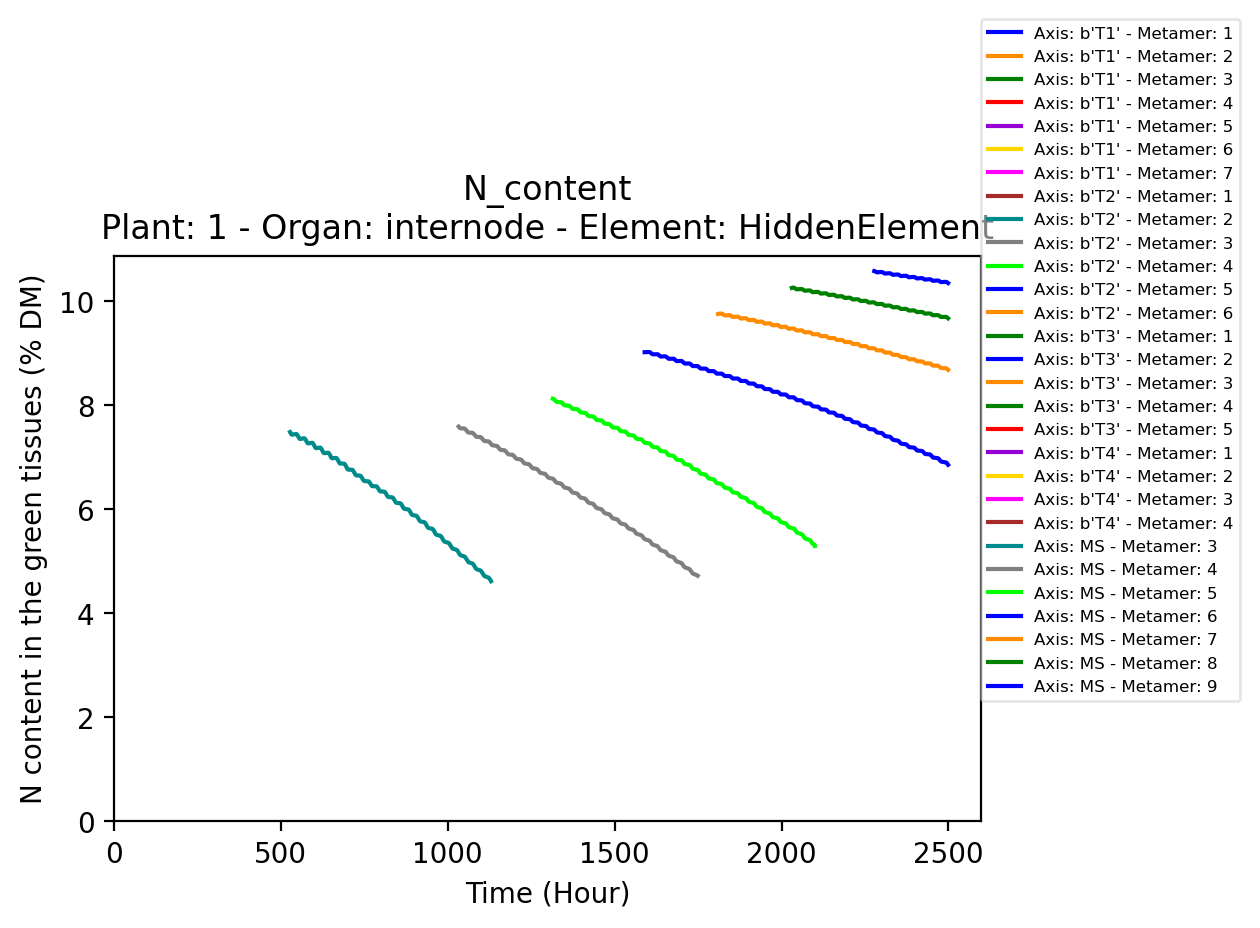 N_content
Plant: 1 - Organ: internode - Element: HiddenElement
N content in the green tissues (% DM)
10
8
6
4
2
0
0 500 1000 1500 2000 2500
Time (Hour)
Axis: b'T1' - Metamer: 1
Axis: b'T1' - Metamer: 2
Axis: b'T1' - Metamer: 3
Axis: b'T1' - Metamer: 4
Axis: b'T1' - Metamer: 5
Axis: b'T1' - Metamer: 6
Axis: b'T1' - Metamer: 7
Axis: b'T2' - Metamer: 1
Axis: b'T2' - Metamer: 2
Axis: b'T2' - Metamer: 3
Axis: b'T2' - Metamer: 4
Axis: b'T2' - Metamer: 5
Axis: b'T2' - Metamer: 6
Axis: b'T3' - Metamer: 1
Axis: b'T3' - Metamer: 2
Axis: b'T3' - Metamer: 3
Axis: b'T3' - Metamer: 4
Axis: b'T3' - Metamer: 5
Axis: b'T4' - Metamer: 1
Axis: b'T4' - Metamer: 2
Axis: b'T4' - Metamer: 3
Axis: b'T4' - Metamer: 4
Axis: MS - Metamer: 3
Axis: MS - Metamer: 4
Axis: MS - Metamer: 5
Axis: MS - Metamer: 6
Axis: MS - Metamer: 7
Axis: MS - Metamer: 8
Axis: MS - Metamer: 9